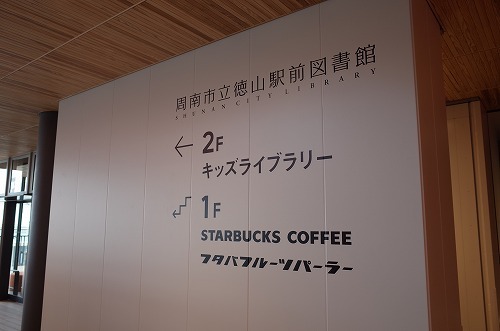 周南市立徳山駅前図書館
SHUNAN CITY LIBRARY
← 2F
キッズライブラリー
1F
STARBUCKS COFFEE
フタバフルーツパーラー